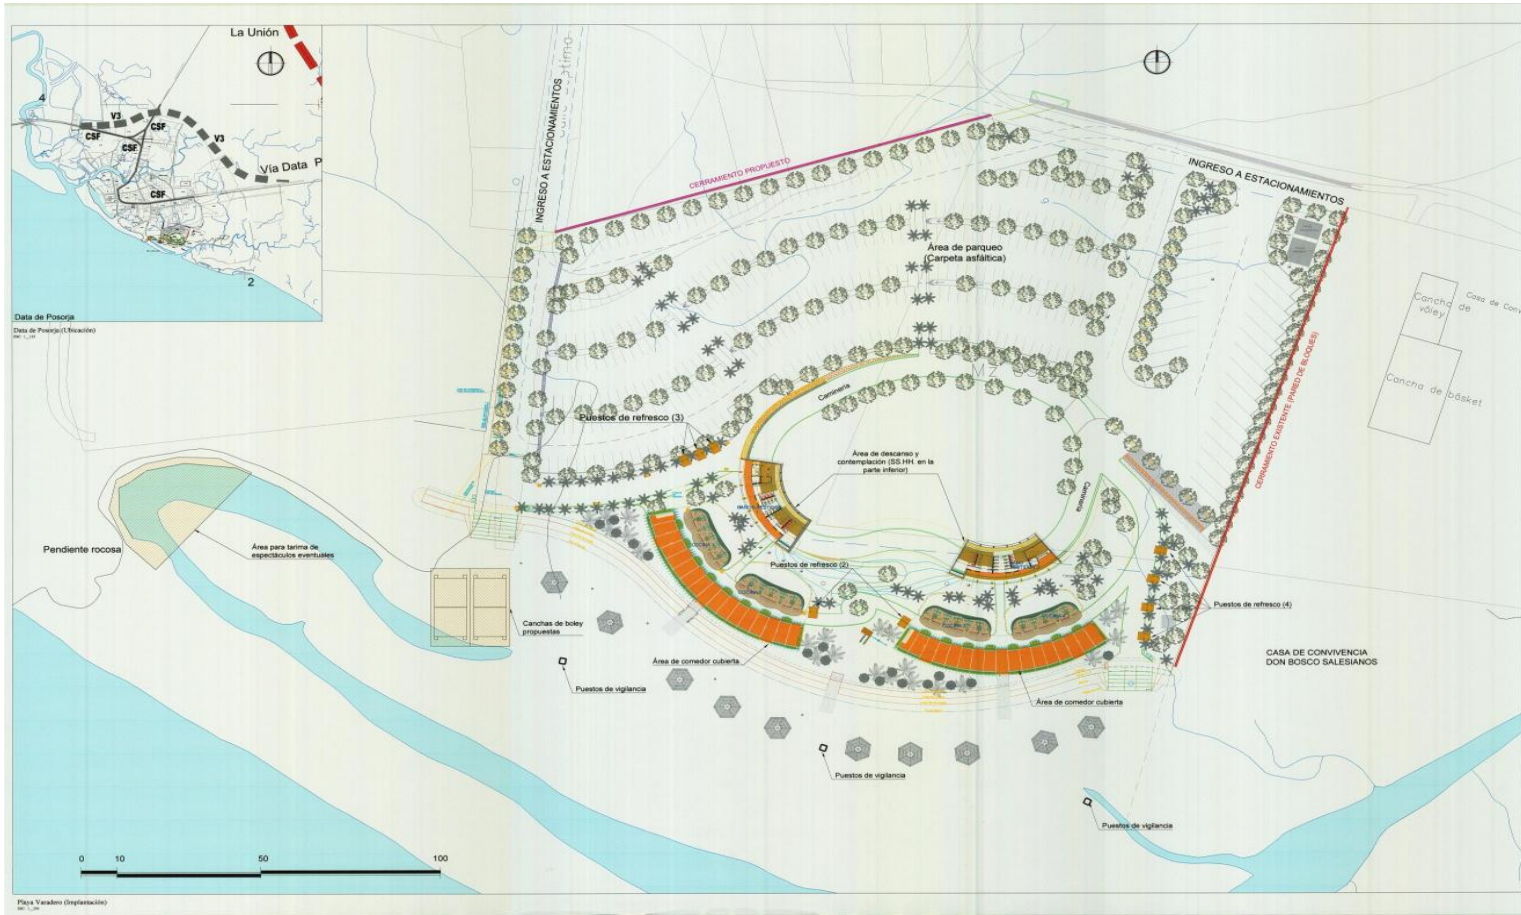 La Unión
4
V3
CSF
CSF
CSF
V3
Vía Data P
CSF
2
Data de Posorja
Data de Posorja (Ubicación)
INGRESO A ESTACIONAMIENTOS
CERRAMIENTO PROPUESTO
INGRESO A ESTACIONAMIENTOS
Área de parqueo
(Carpeta asfáltica)
Cancha de
vóley
Casa de Conv
Cancha de básket
CERRAMIENTO EXISTENTE (PARED DE BLOQUES)
Caminería
Puestos de refresco (3)
Área de descanso y
contemplación (SS.HH. en la
parte inferior)
Caminería
Pendiente rocosa
Área para tarima de
espectáculos eventuales
Puestos de refresco (2)
Puestos de refresco (4)
Canchas de boley
propuestas
Área de comedor cubierta
CASA DE CONVIVENCIA
DON BOSCO SALESIANOS
Puestos de vigilancia
Área de comedor cubierta
Puestos de vigilancia
Puestos de vigilancia
0 10 50 100
Playa Varadero (Implantación)